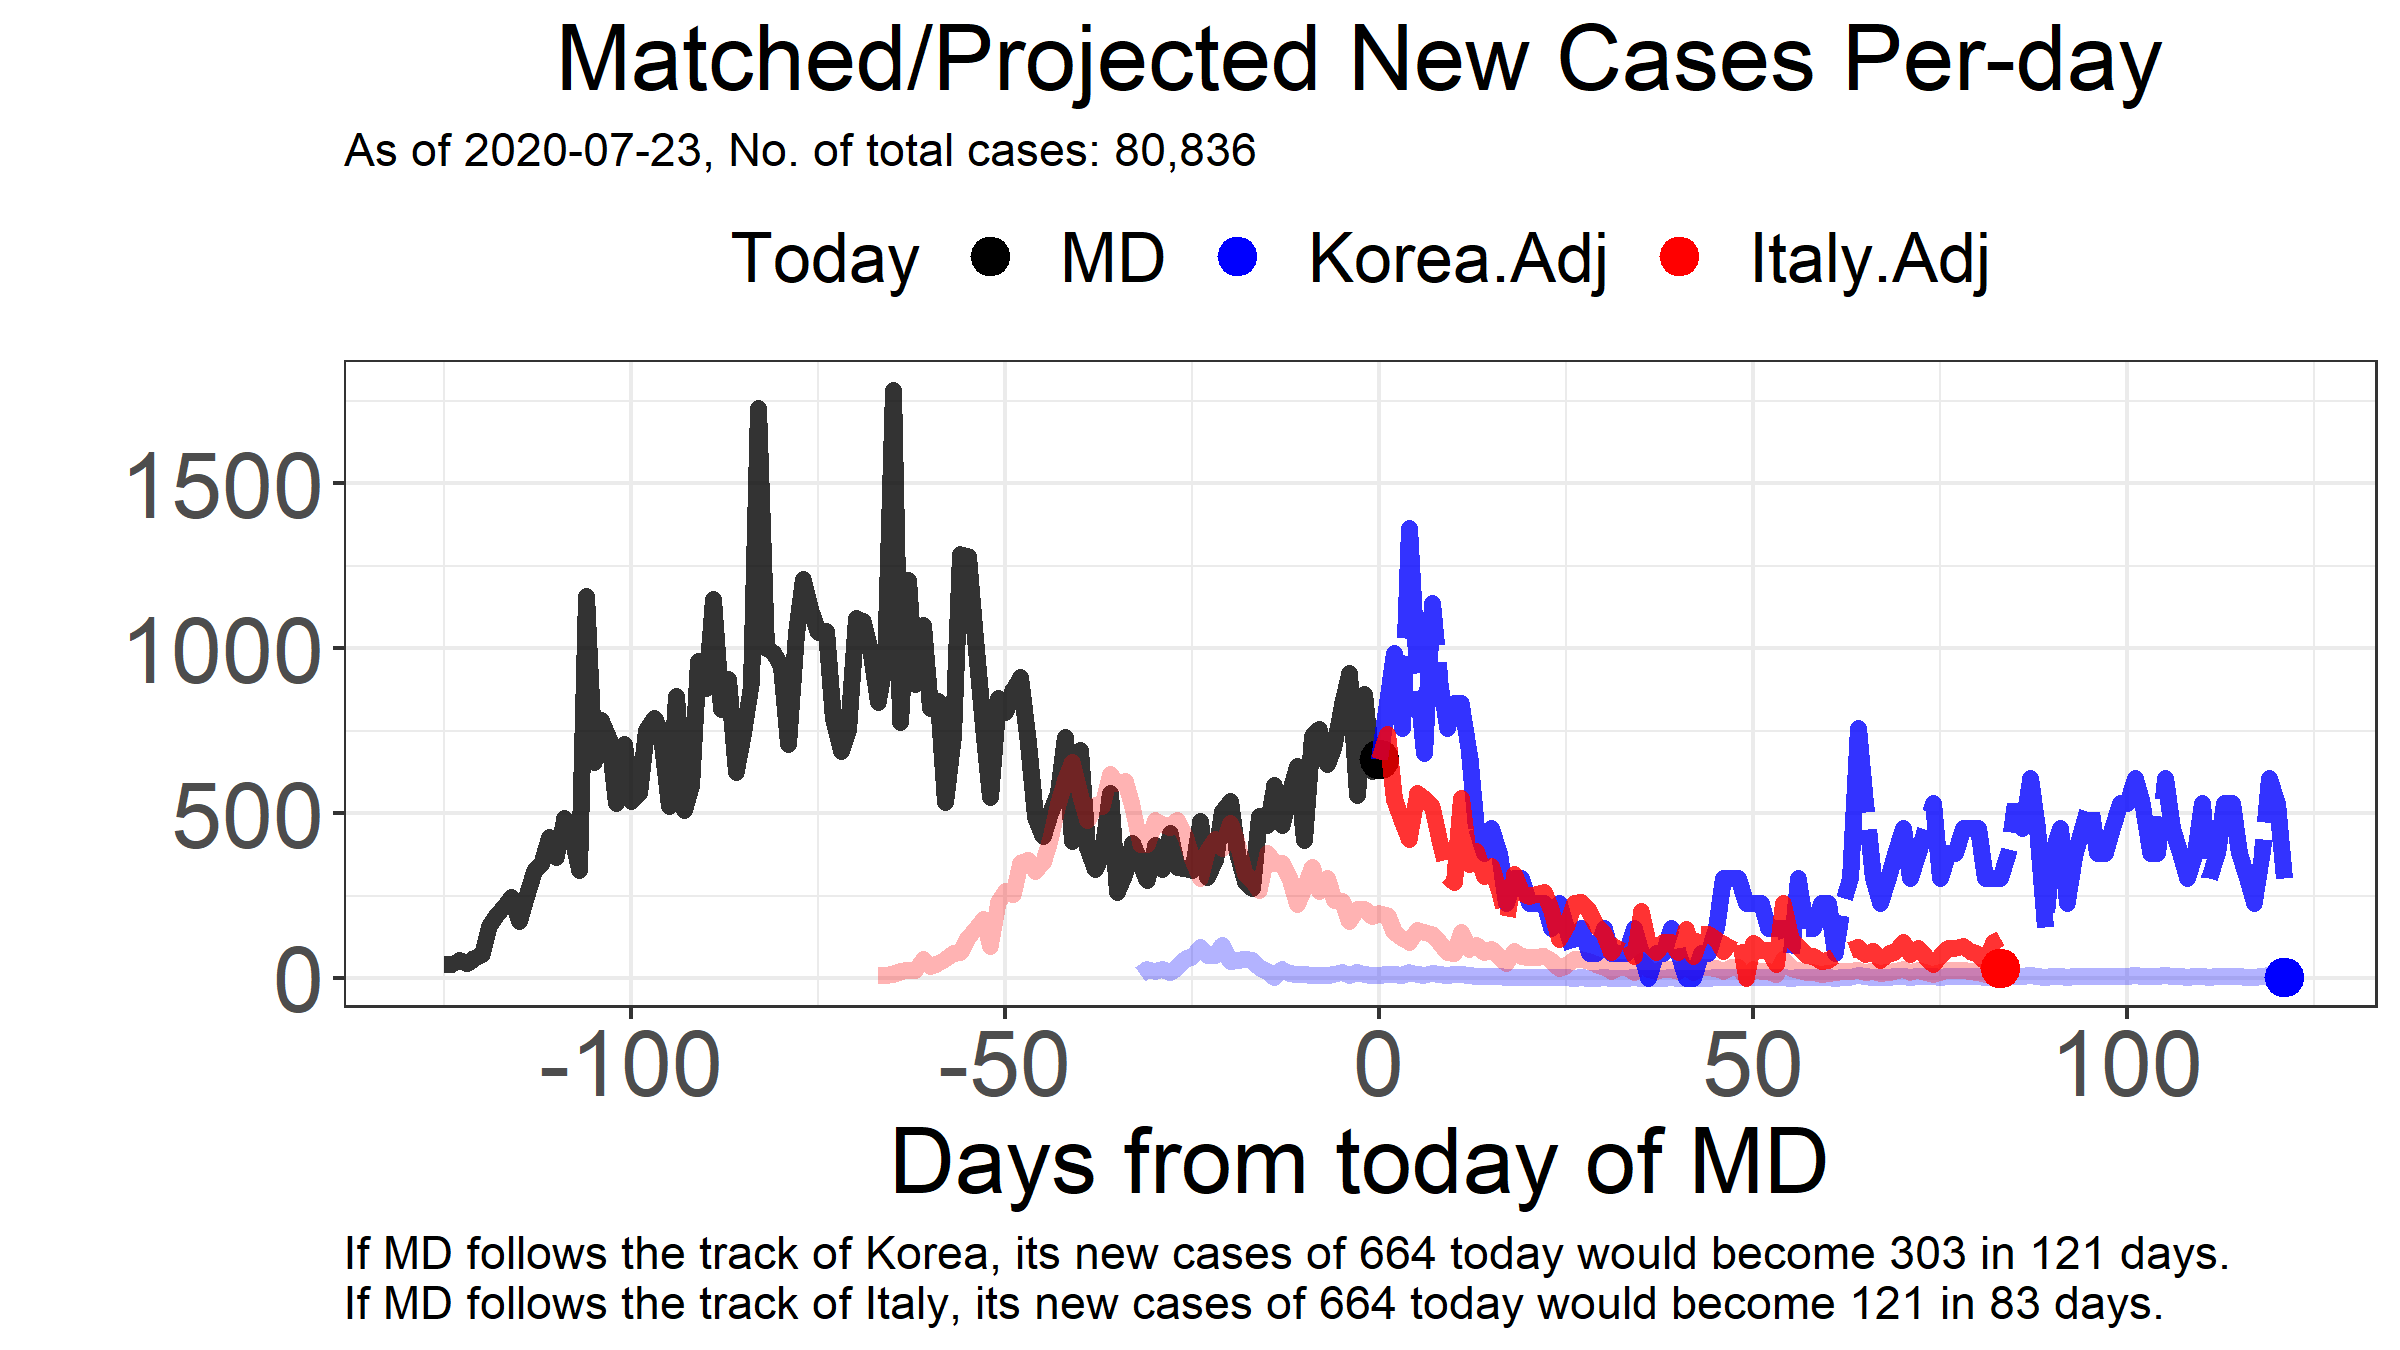 Matched/Projected New Cases Per-day
As of 2020-07-23, No. of total cases: 80,836
Today MD Korea.Adj Italy.Adj
1500
1000
500
0
-100 -50 0 50 100
Days from today of MD
If MD follows the track of Korea, its new cases of 664 today would become 303 in 121 days.
If MD follows the track of Italy, its new cases of 664 today would become 121 in 83 days.